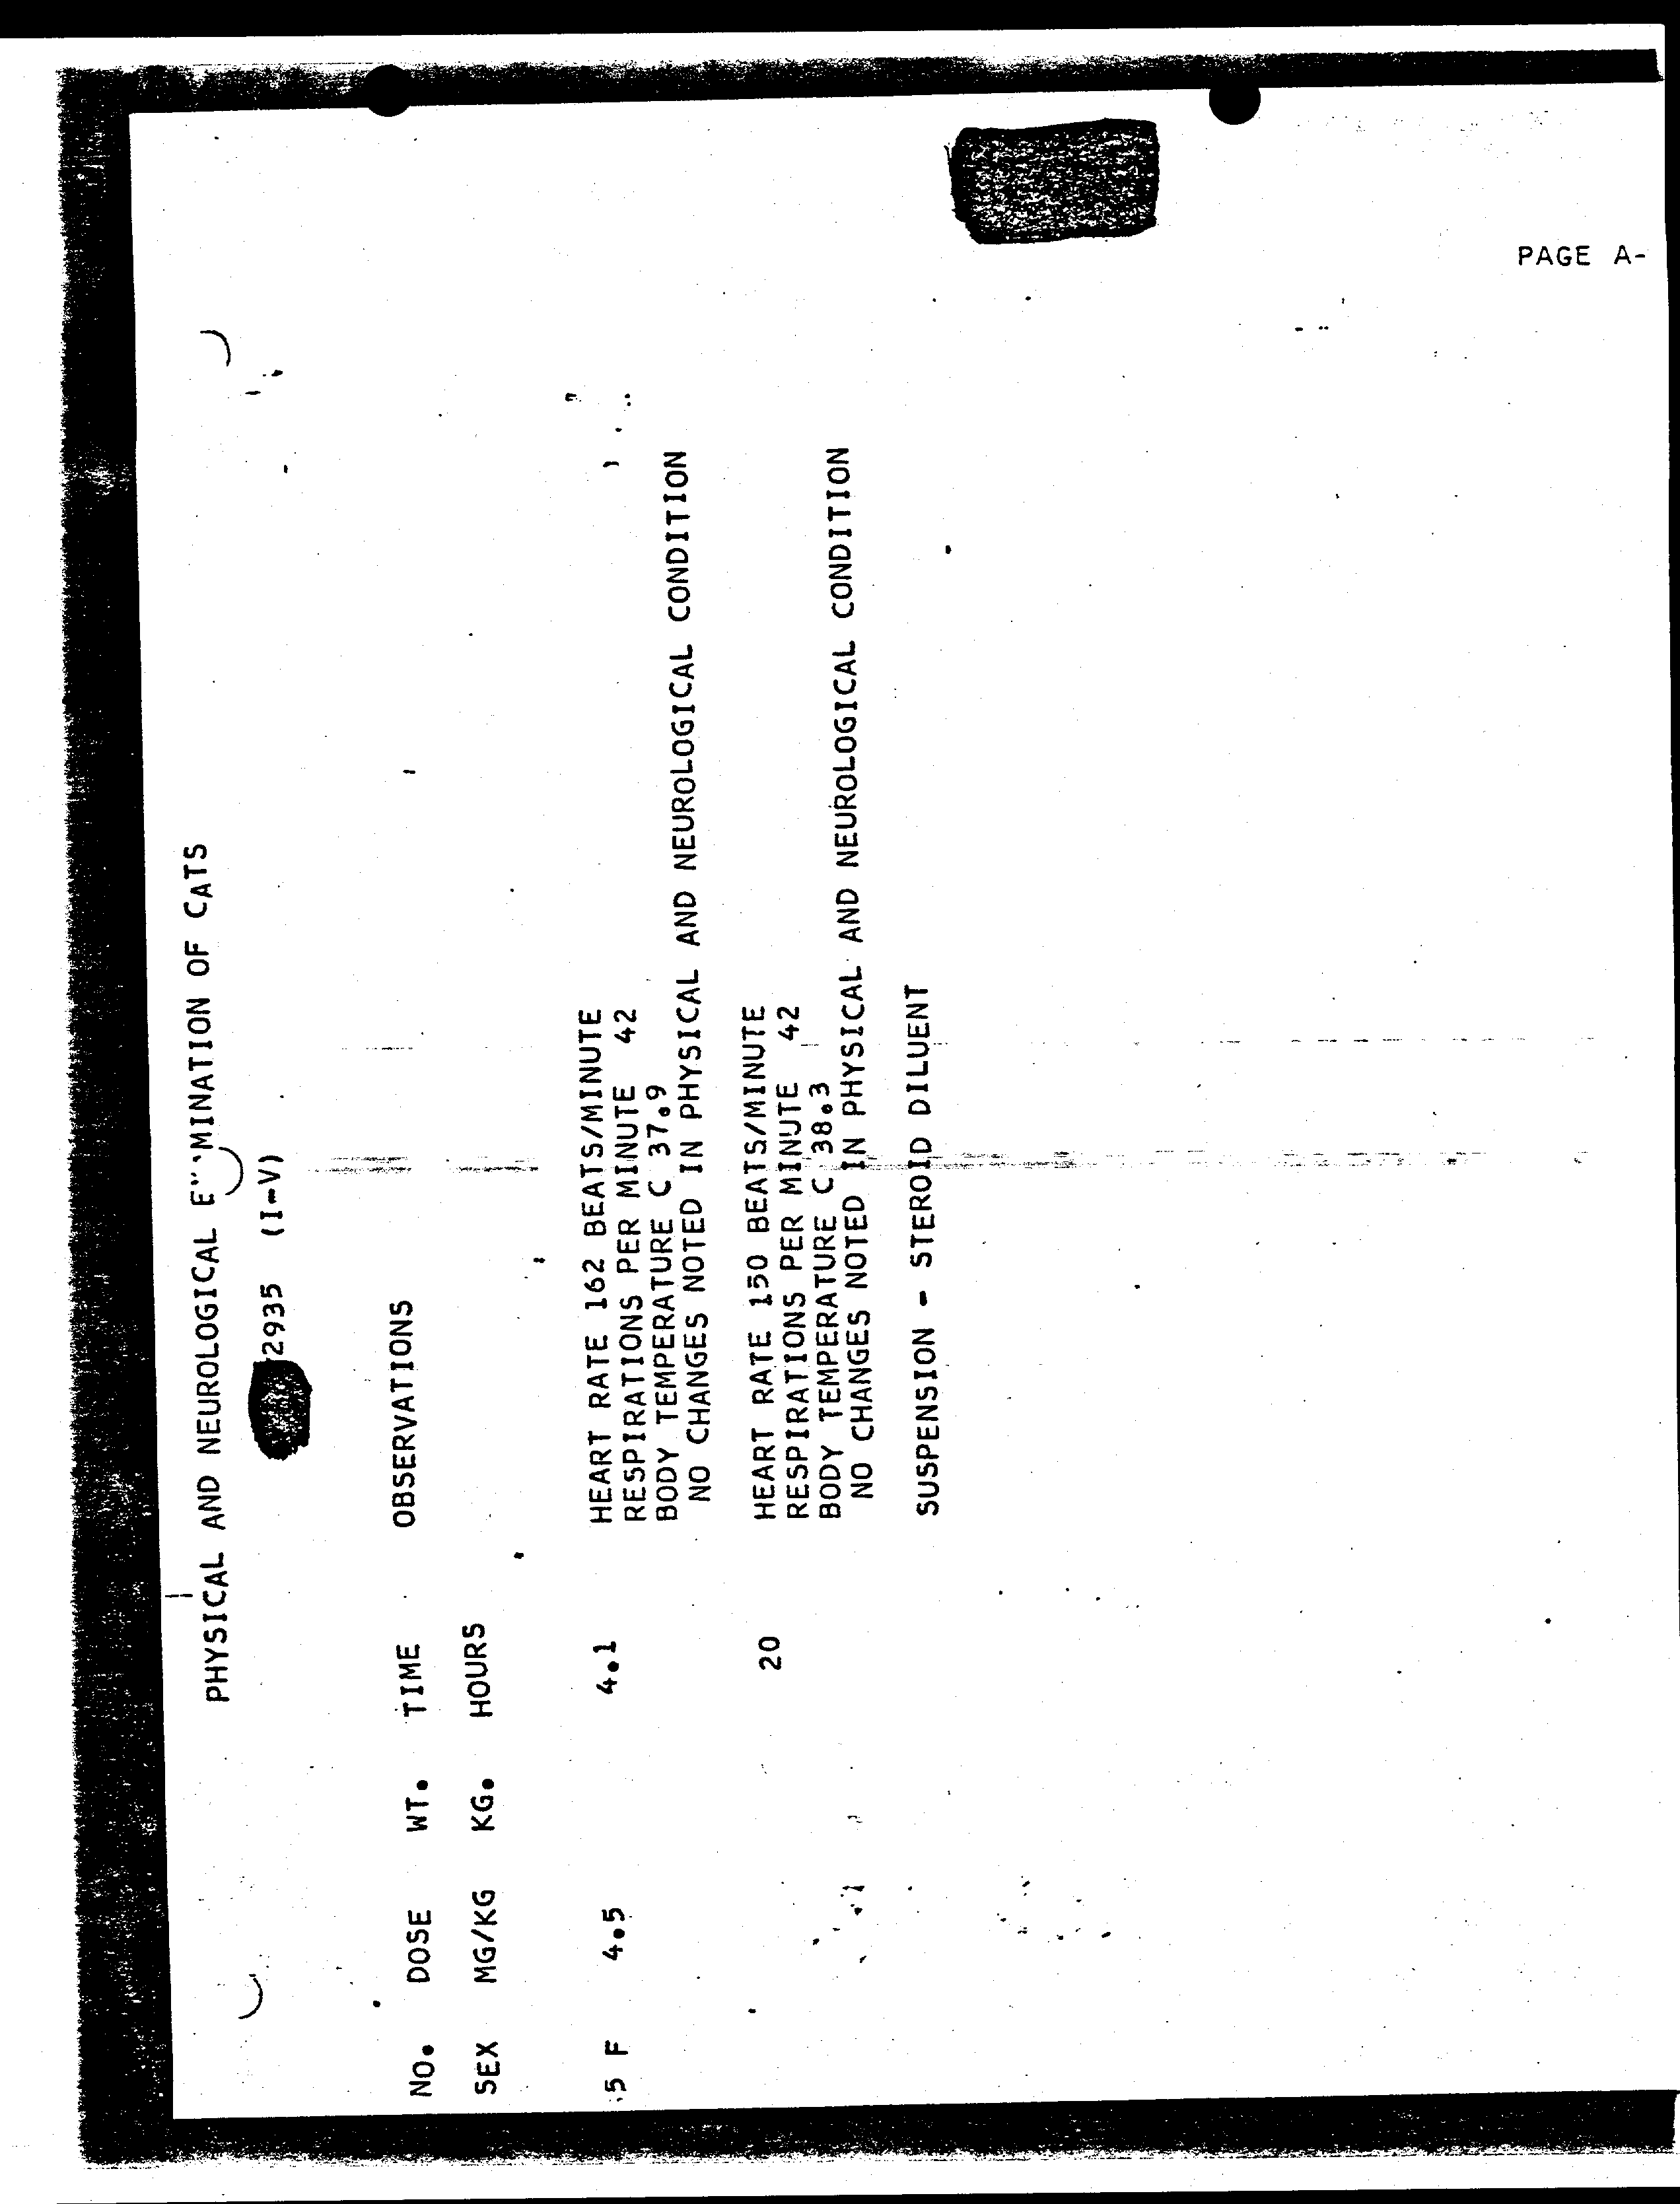 PHYSICAL AND NEUROLOGICAL E MINATION OF CATS
2935 (I-V)
NO. DOSE WT. TIME OBSERVATIONS
SEX MG/KG KG. HOURS
5 F 4.5 4.1 HEART RATE 162 BEATS/MINUTE
RESPIRATIONS PER MINUTE 42
BODY TEMPERATURE C 37.9
NO CHANGES NOTED IN PHYSICAL AND NEUROLOGICAL CONDITION
20 HEART RATE 150 BEATS/MINUTE
RESPIRATIONS PER MINUTE 42
BODY TEMPERATURE C 38.3
NO CHANGES NOTED IN PHYSICAL AND NEUROLOGICAL CONDITION
SUSPENSION - STEROID DILUENT
PAGE A-